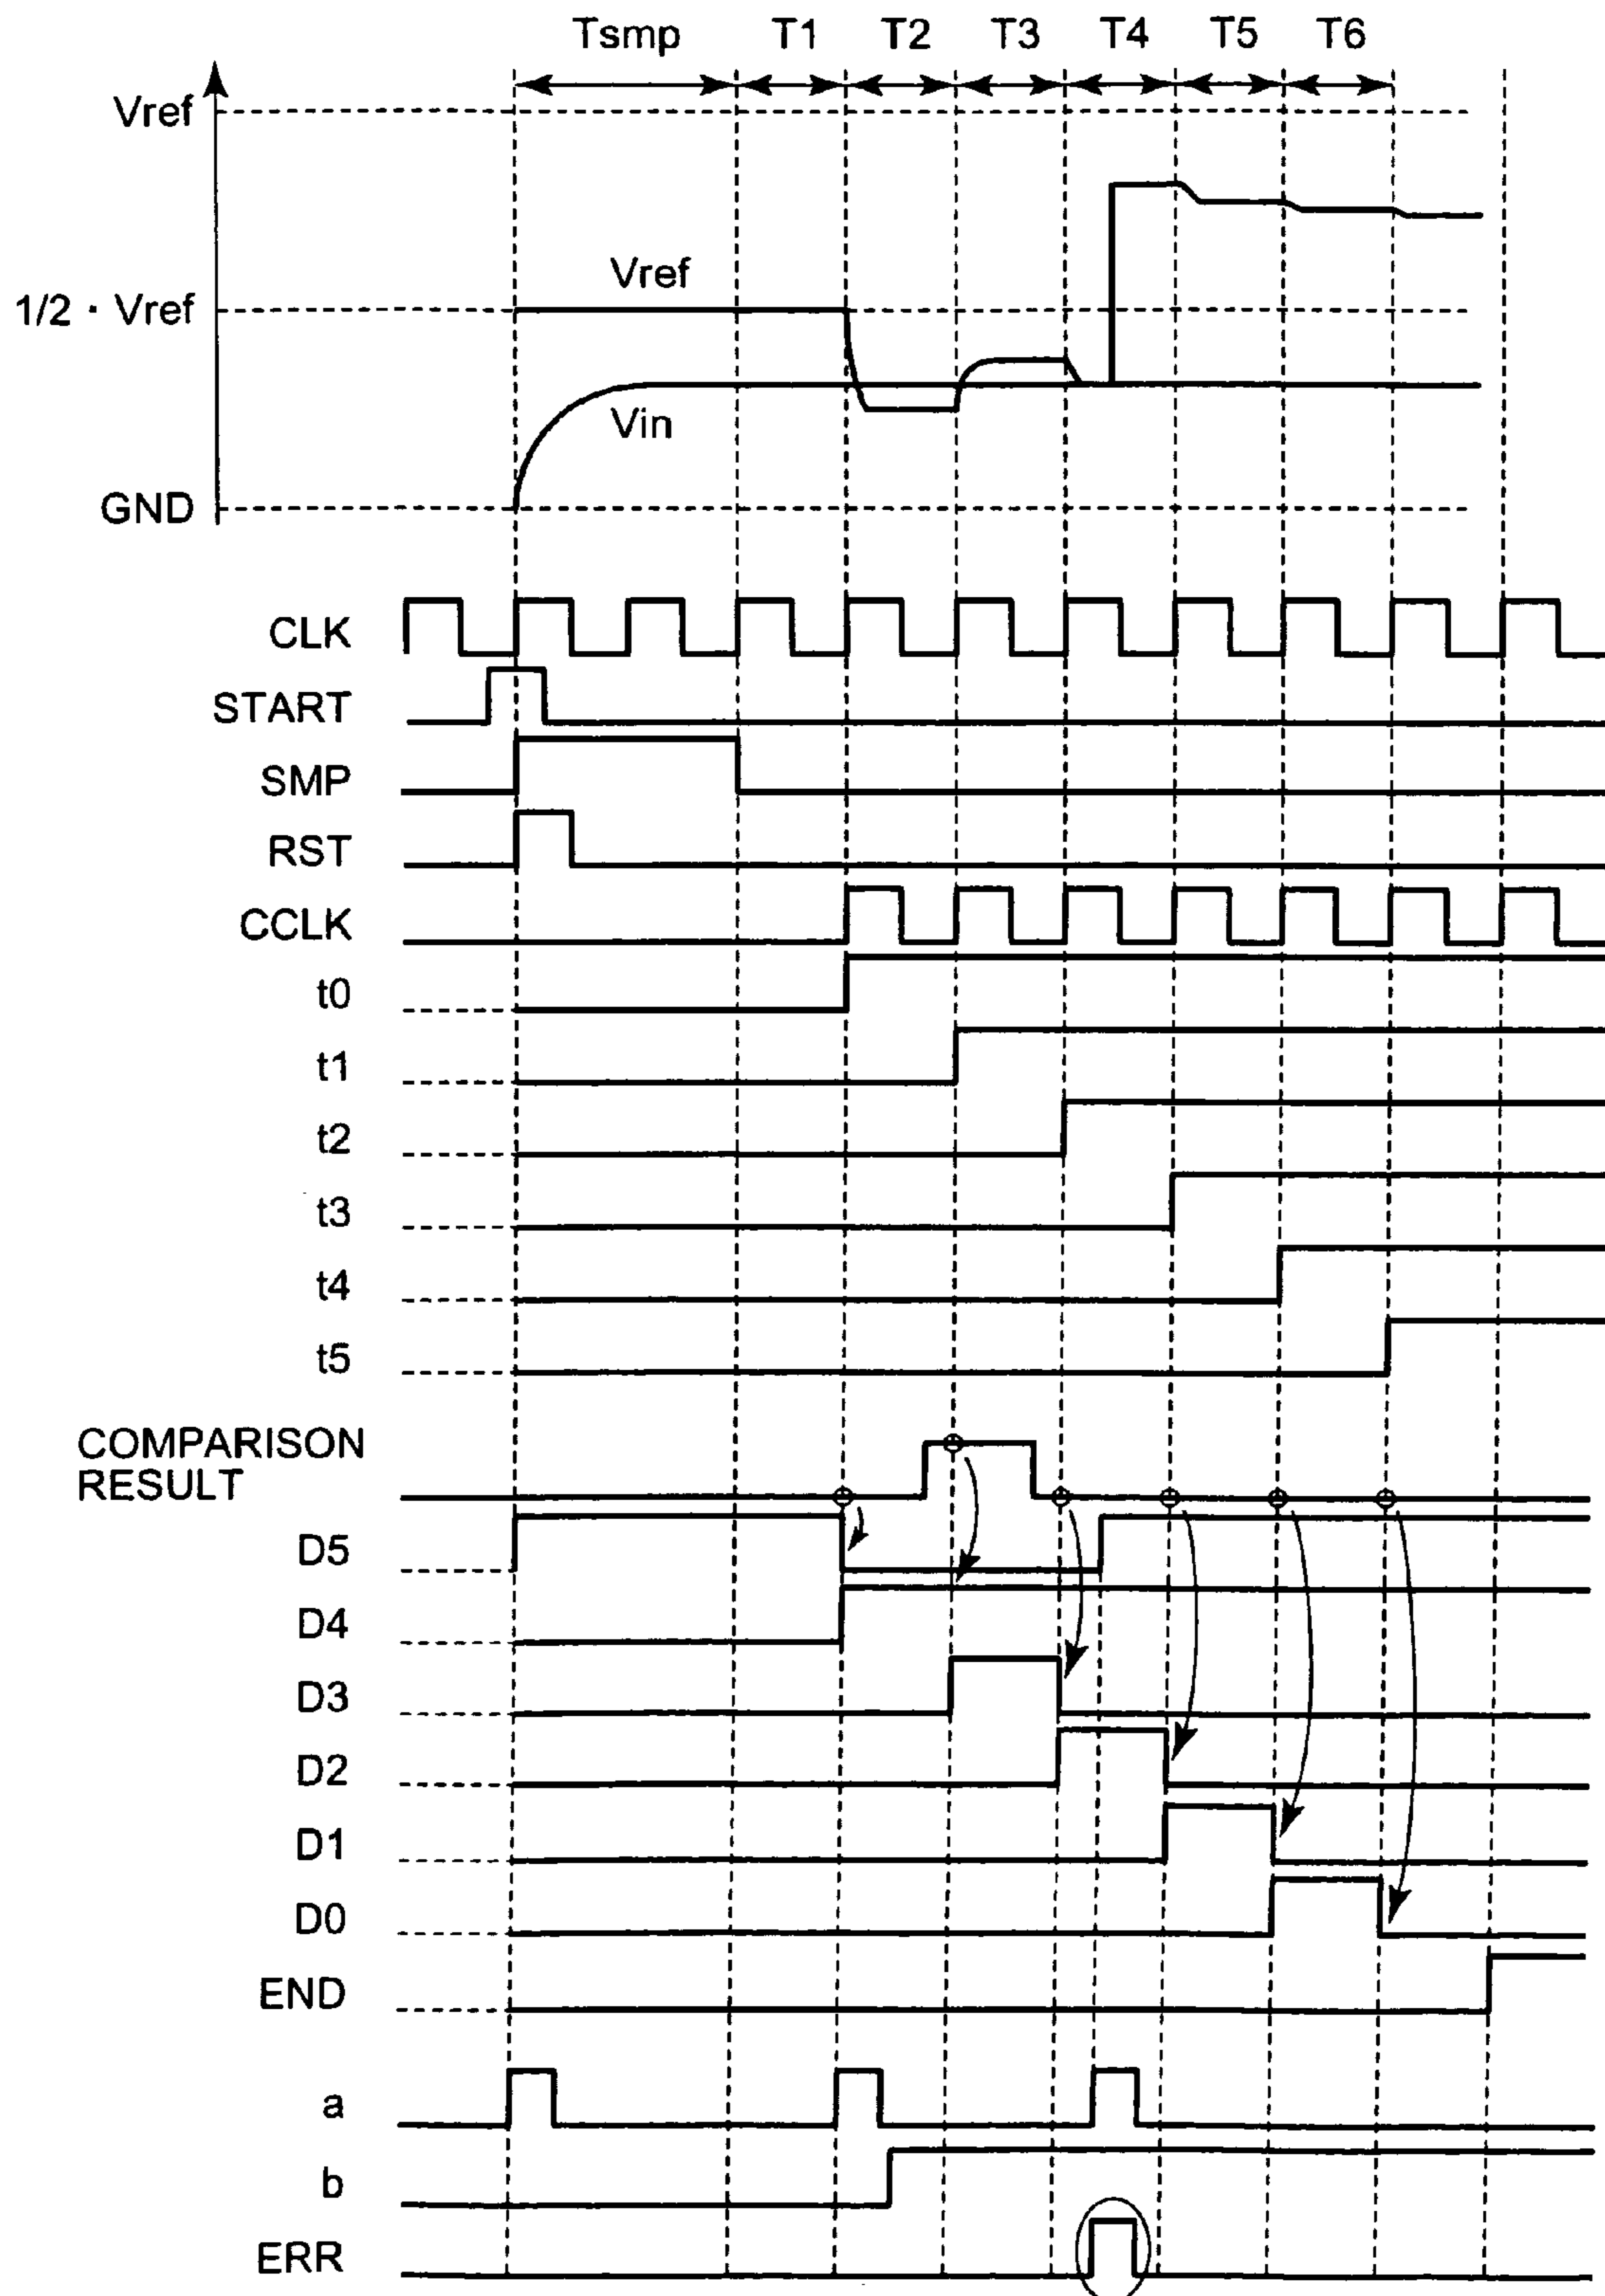 Tsmp T1 T2 T3 T4 T5 T6
Vref
Vref
1/2 · Vref
Vin
GND
CLK
START
SMP
RST
CCLK
t0
t1
t2
t3
t4
t5
COMPARISON
RESULT
D5
D4
D3
D2
D1
D0
END
a
b
ERR